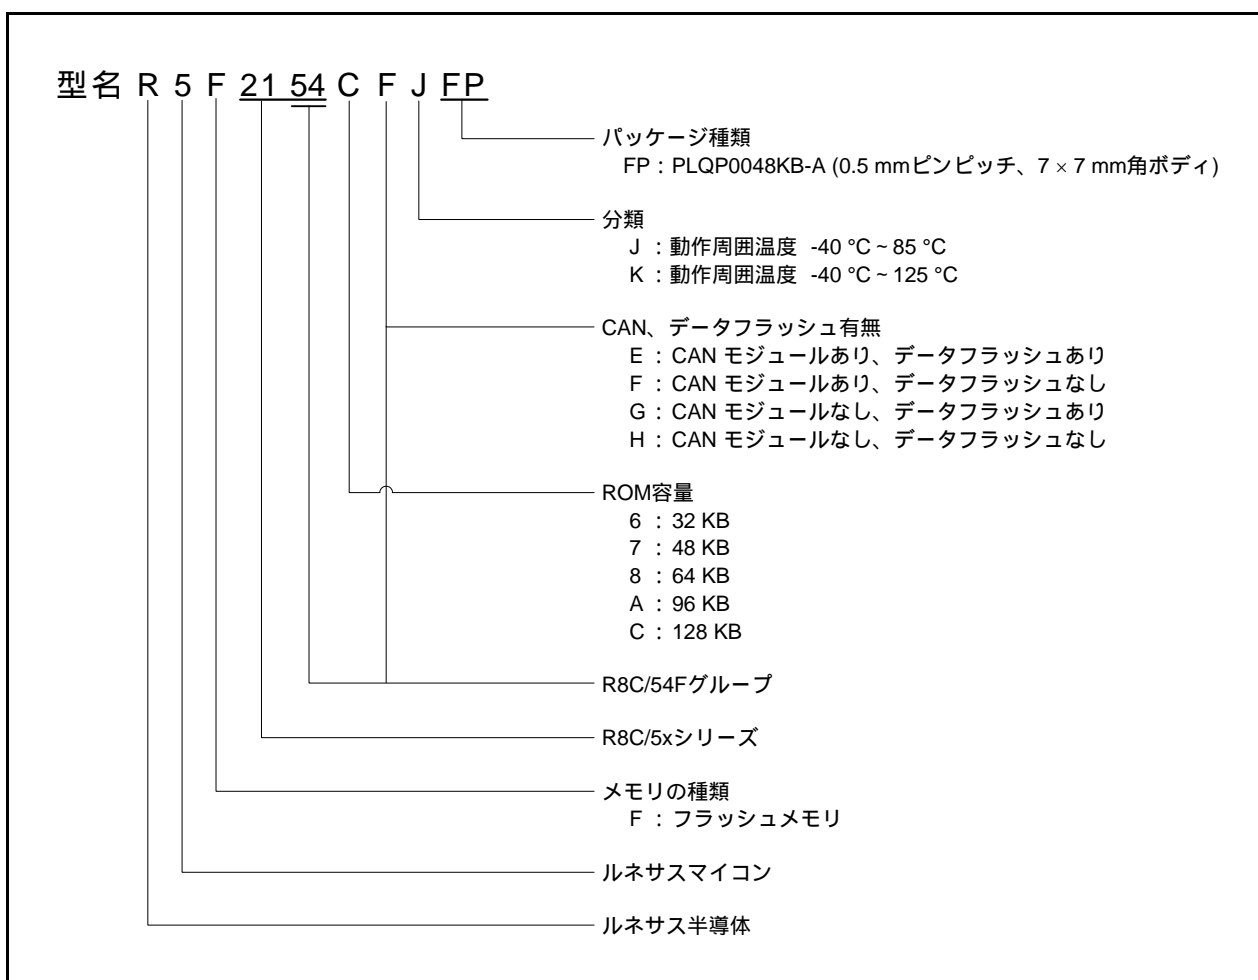 型名 R 5 F 21 54 C F J FP
パッケージ種類
FP : PLQP0048KB-A (0.5 mmピンピッチ、7 × 7 mm角ボディ)
分類
J : 動作周囲温度 -40 °C ~ 85 °C
K : 動作周囲温度 -40 °C ~ 125 °C
CAN、データフラッシュ有無
E : CAN モジュールあり、データフラッシュあり
F : CAN モジュールあり、データフラッシュなし
G : CAN モジュールなし、データフラッシュあり
H : CAN モジュールなし、データフラッシュなし
ROM容量
6 : 32 KB
7 : 48 KB
8 : 64 KB
A : 96 KB
C : 128 KB
R8C/54Fグループ
R8C/5xシリーズ
メモリの種類
F : フラッシュメモリ
ルネサスマイコン
ルネサス半導体